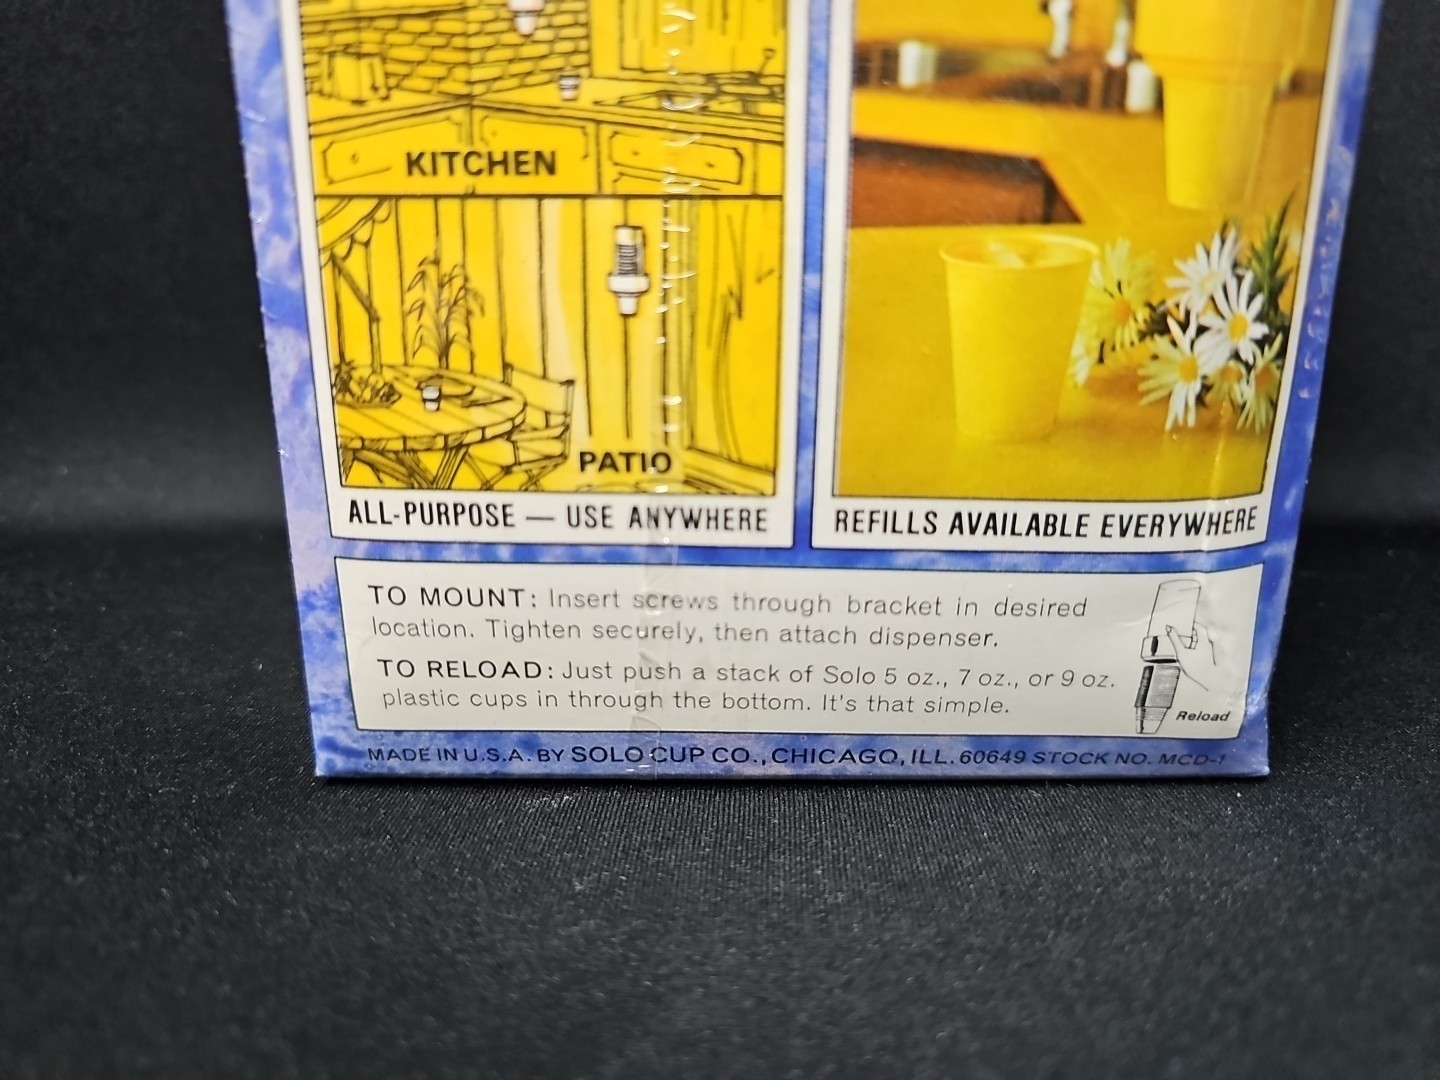 KITCHEN
PATIO
ALL-PURPOSE — USE ANYWHERE
REFILLS AVAILABLE EVERYWHERE
TO MOUNT: Insert screws through bracket in desired
location. Tighten securely, then attach dispenser.
TO RELOAD: Just push a stack of Solo 5 oz., 7 oz., or 9 oz.
plastic cups in through the bottom. It's that simple.
Reload
MADE IN U.S.A. BY SOLO CUP CO., CHICAGO, ILL. 60649 STOCK NO. MCD-1